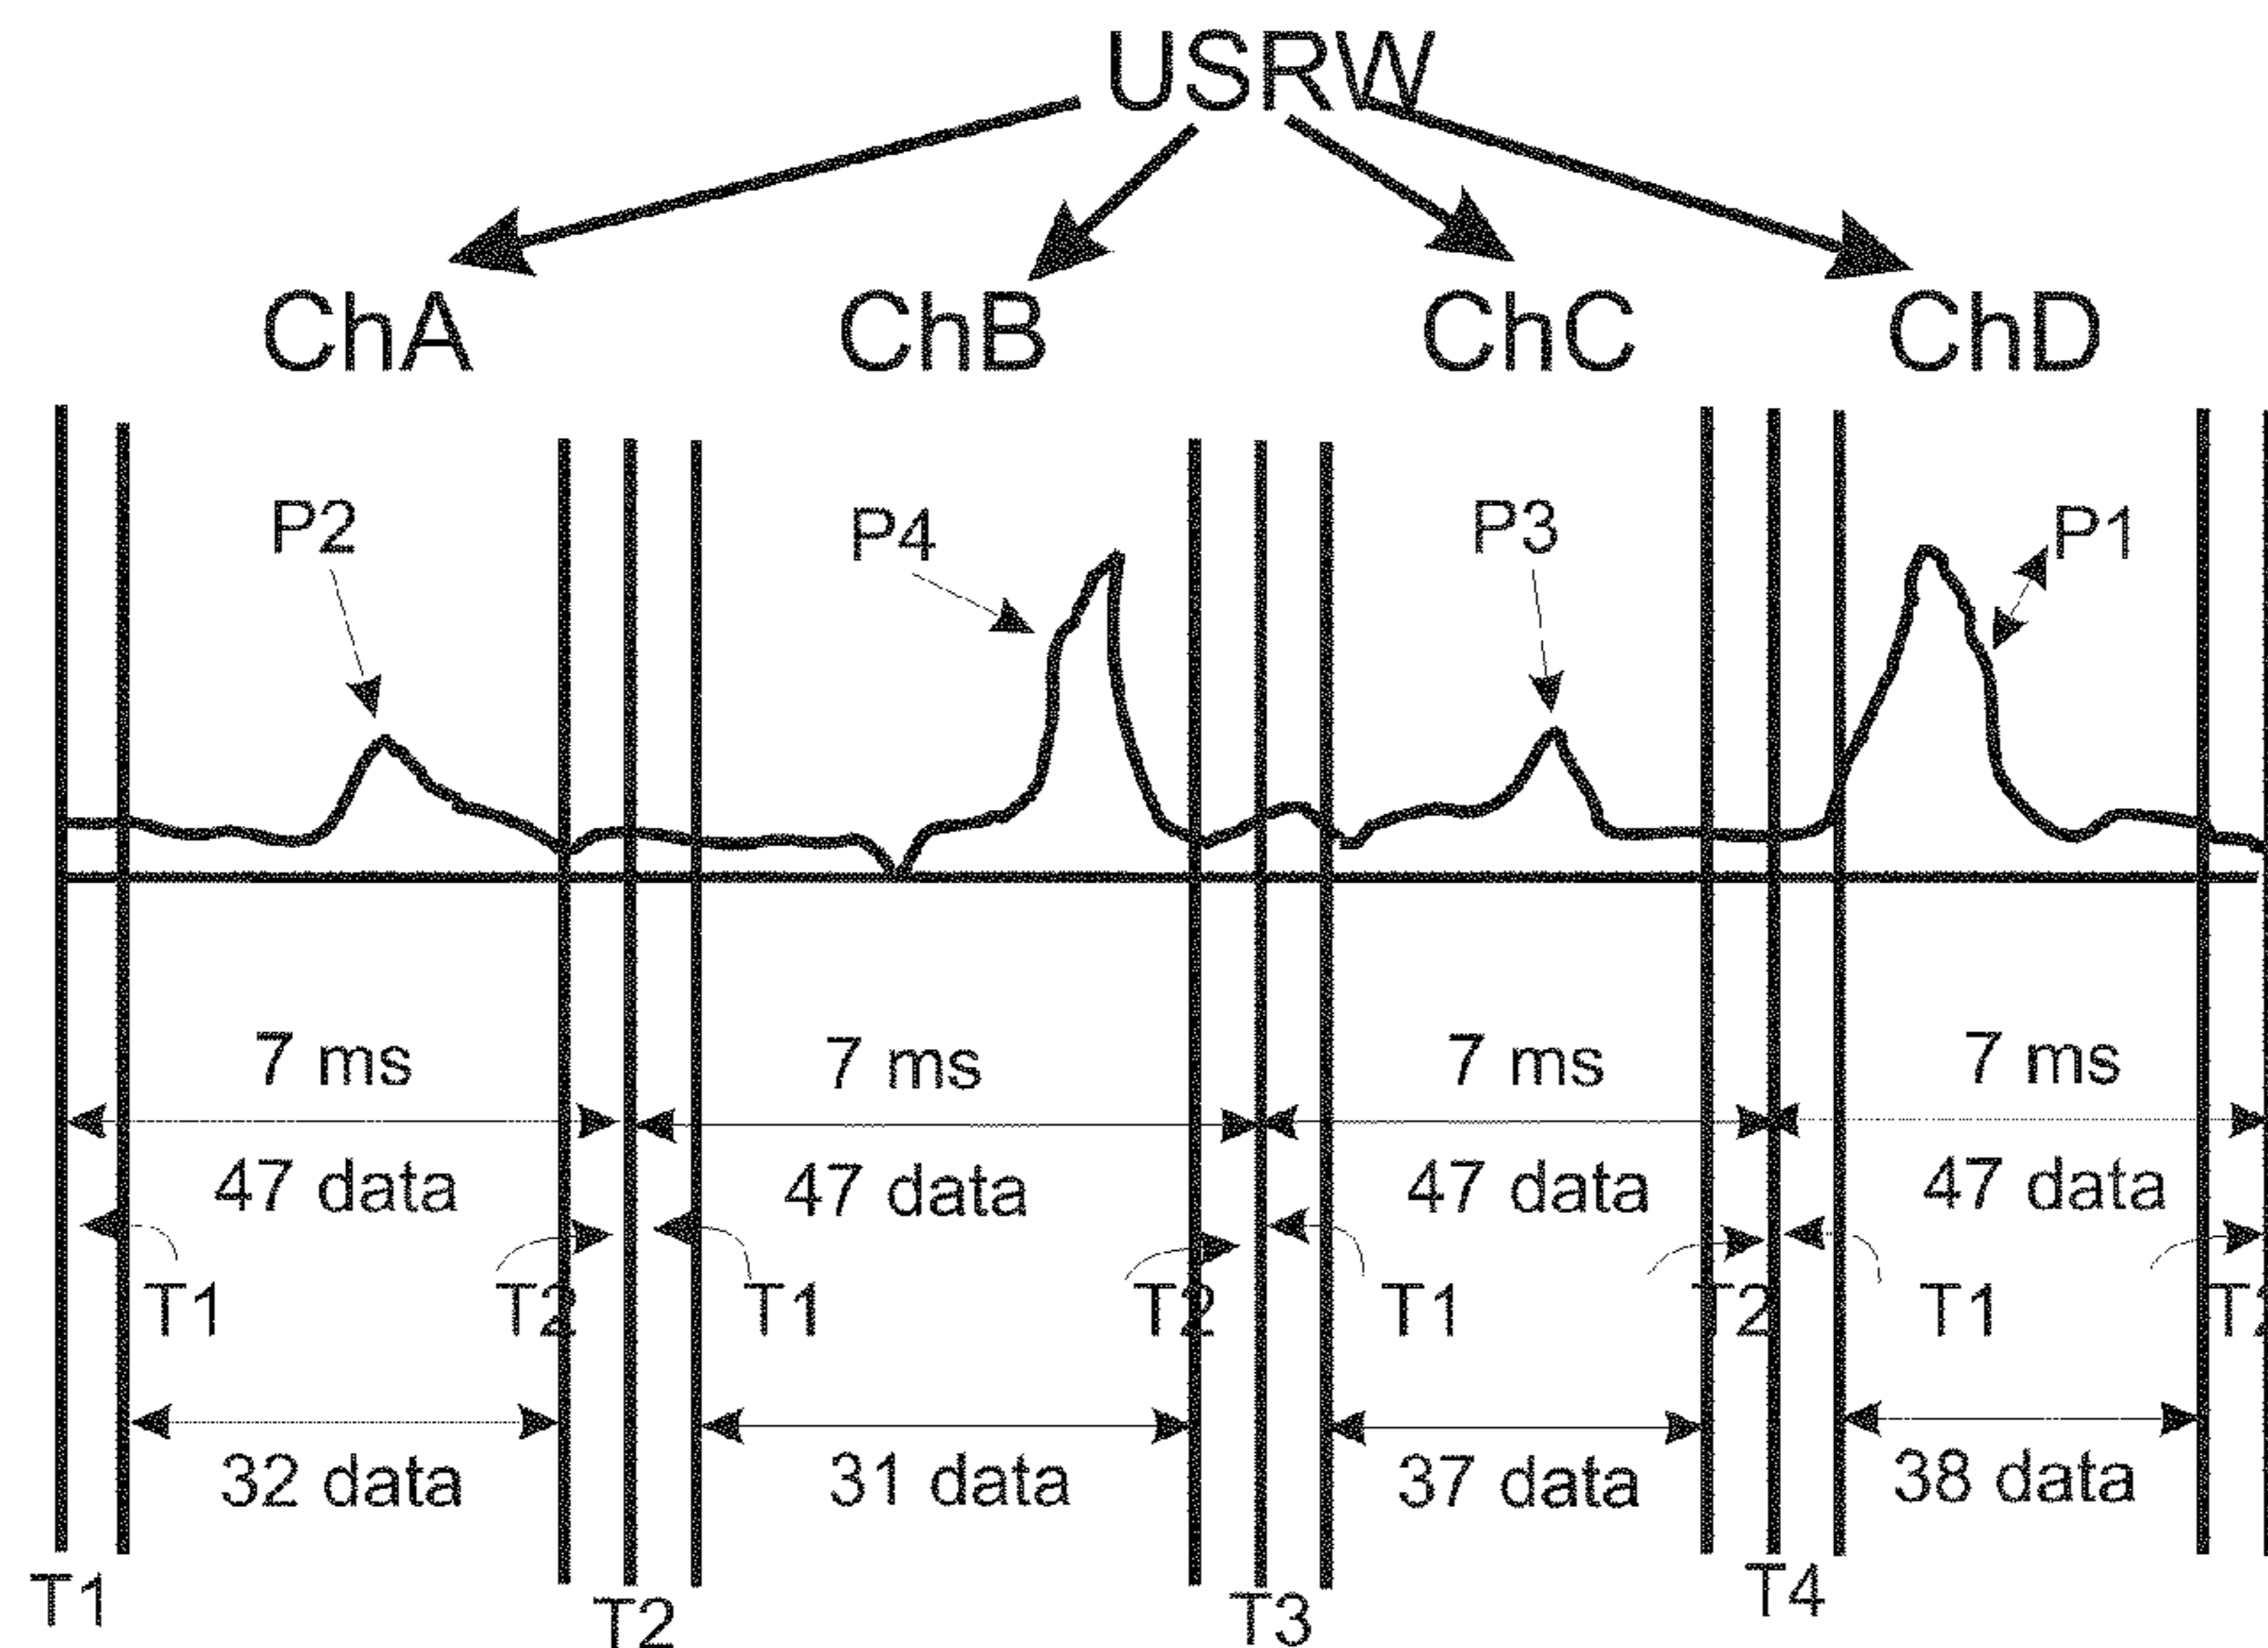 USRW
ChA ChB ChC ChD
P2 P4 P3 P1
7 ms 7 ms 7 ms 7 ms
47 data 47 data 47 data 47 data
T1 T2 T1 T2 T1 T2 T1 T2
32 data 31 data 37 data 38 data
T1 T2 T3 T4